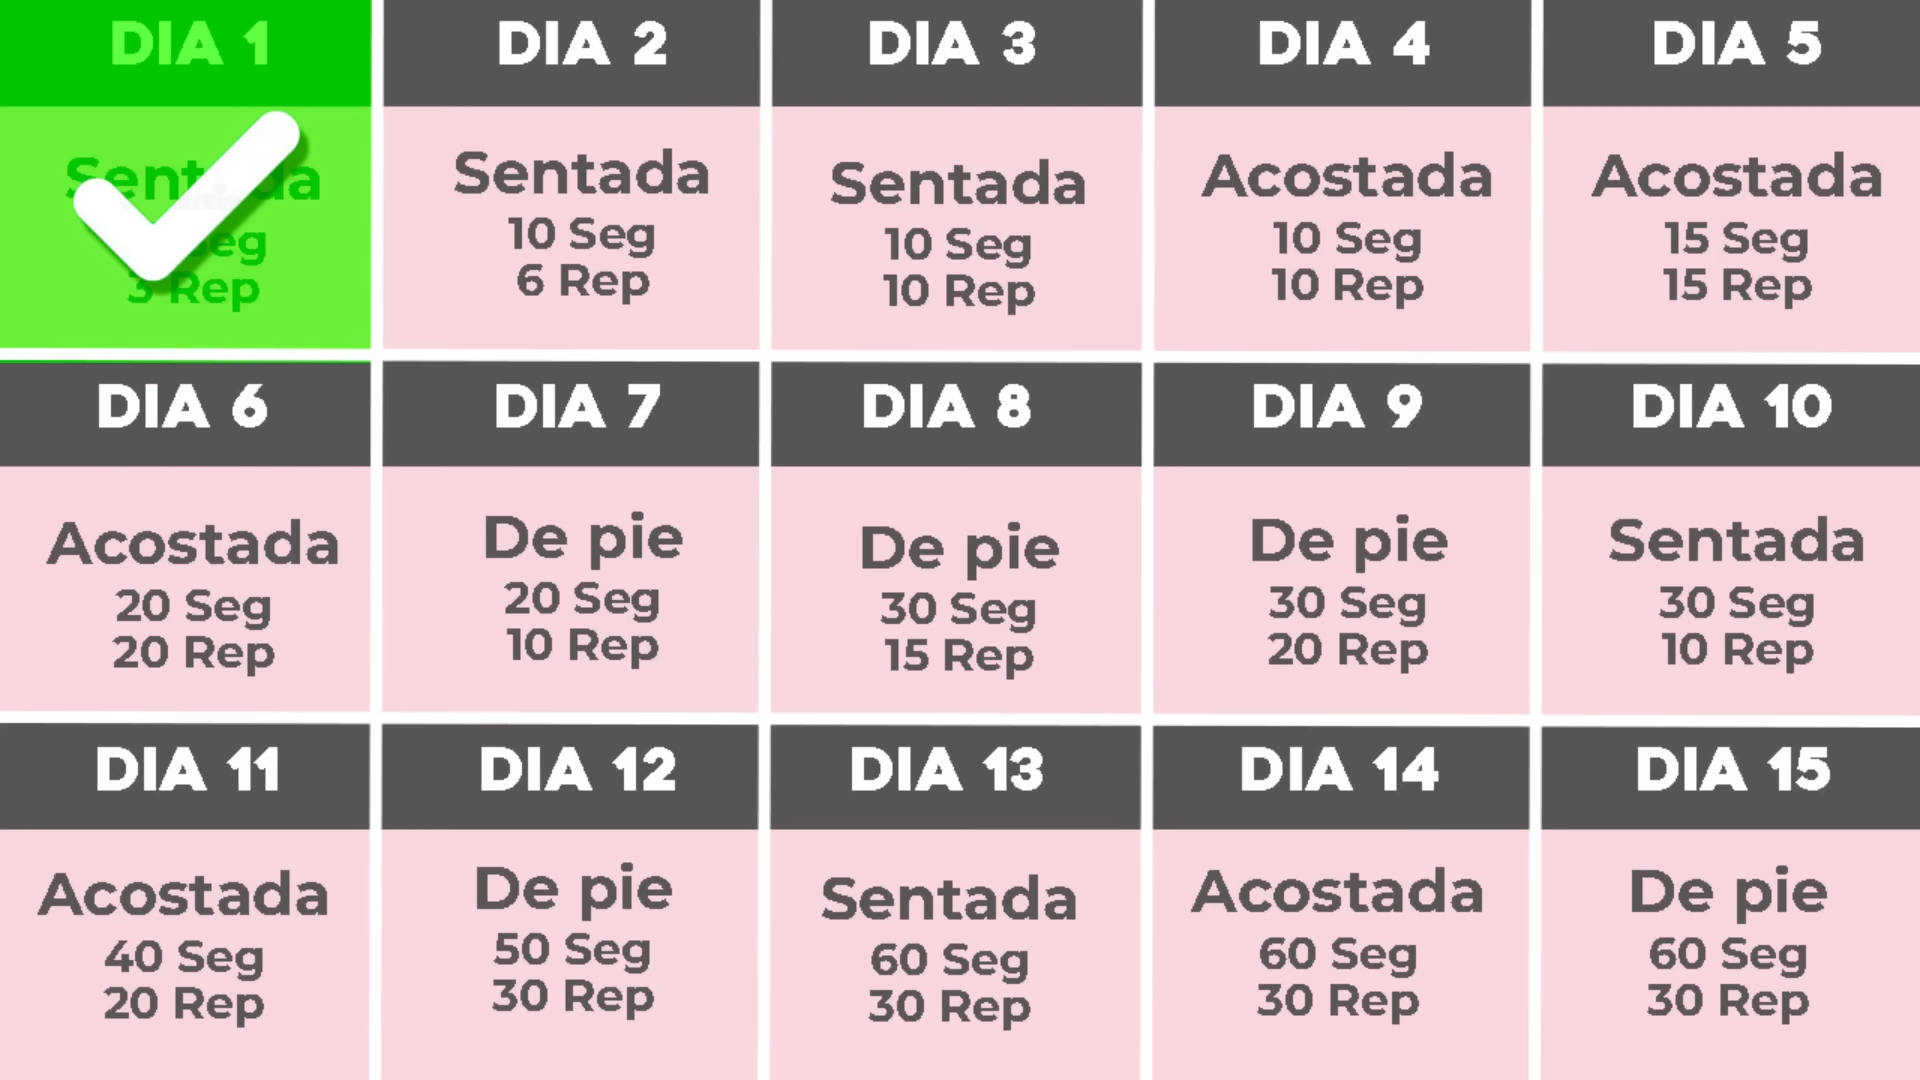 DIA 1
DIA 2
DIA 3
DIA 4
DIA 5
Sentada
10 Seg
6 Rep
Sentada
10 Seg
10 Rep
Acostada
10 Seg
10 Rep
Acostada
15 Seg
15 Rep
Seg
3 Rep
DIA 6
DIA 7
DIA 8
DIA 9
DIA 10
Acostada
20 Seg
20 Rep
De pie
20 Seg
10 Rep
De pie
30 Seg
15 Rep
De pie
30 Seg
20 Rep
Sentada
30 Seg
10 Rep
DIA 11
DIA 12
DIA 13
DIA 14
DIA 15
Acostada
40 Seg
20 Rep
De pie
50 Seg
30 Rep
Sentada
60 Seg
30 Rep
Acostada
60 Seg
30 Rep
De pie
60 Seg
30 Rep